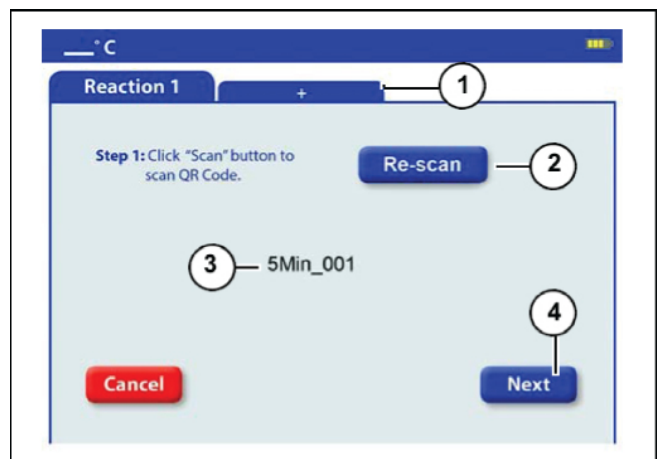 ___° C
Reaction 1
+
1
Step 1: Click "Scan" button to
scan QR Code.
Re-scan
2
3
5Min_001
4
Cancel
Next